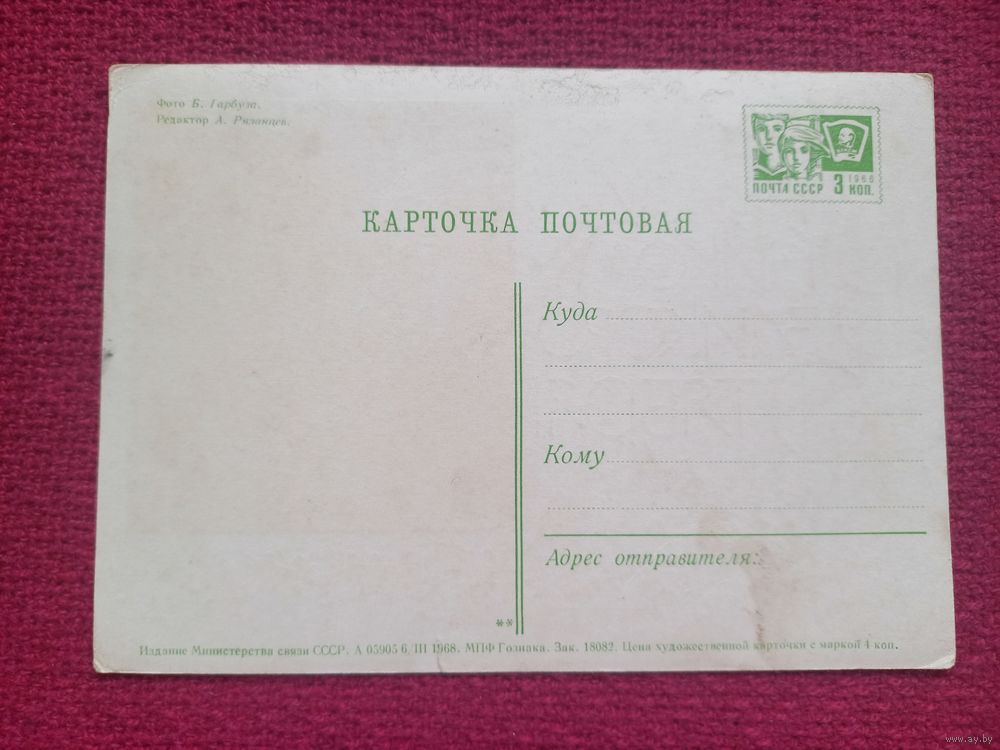 Фото Б. Гарбуза.
Редактор А. Рязанцев.
1966
ПОЧТА СССР 3 КОП.
КАРТОЧКА ПОЧТОВАЯ
Куда
Кому
Адрес отправителя:
**
Издание Министерства связи СССР. А 05905 6/III 1968. МПФ Гознака. Зак. 18082. Цена художественной карточки с маркой 4 коп.
www.ay.by